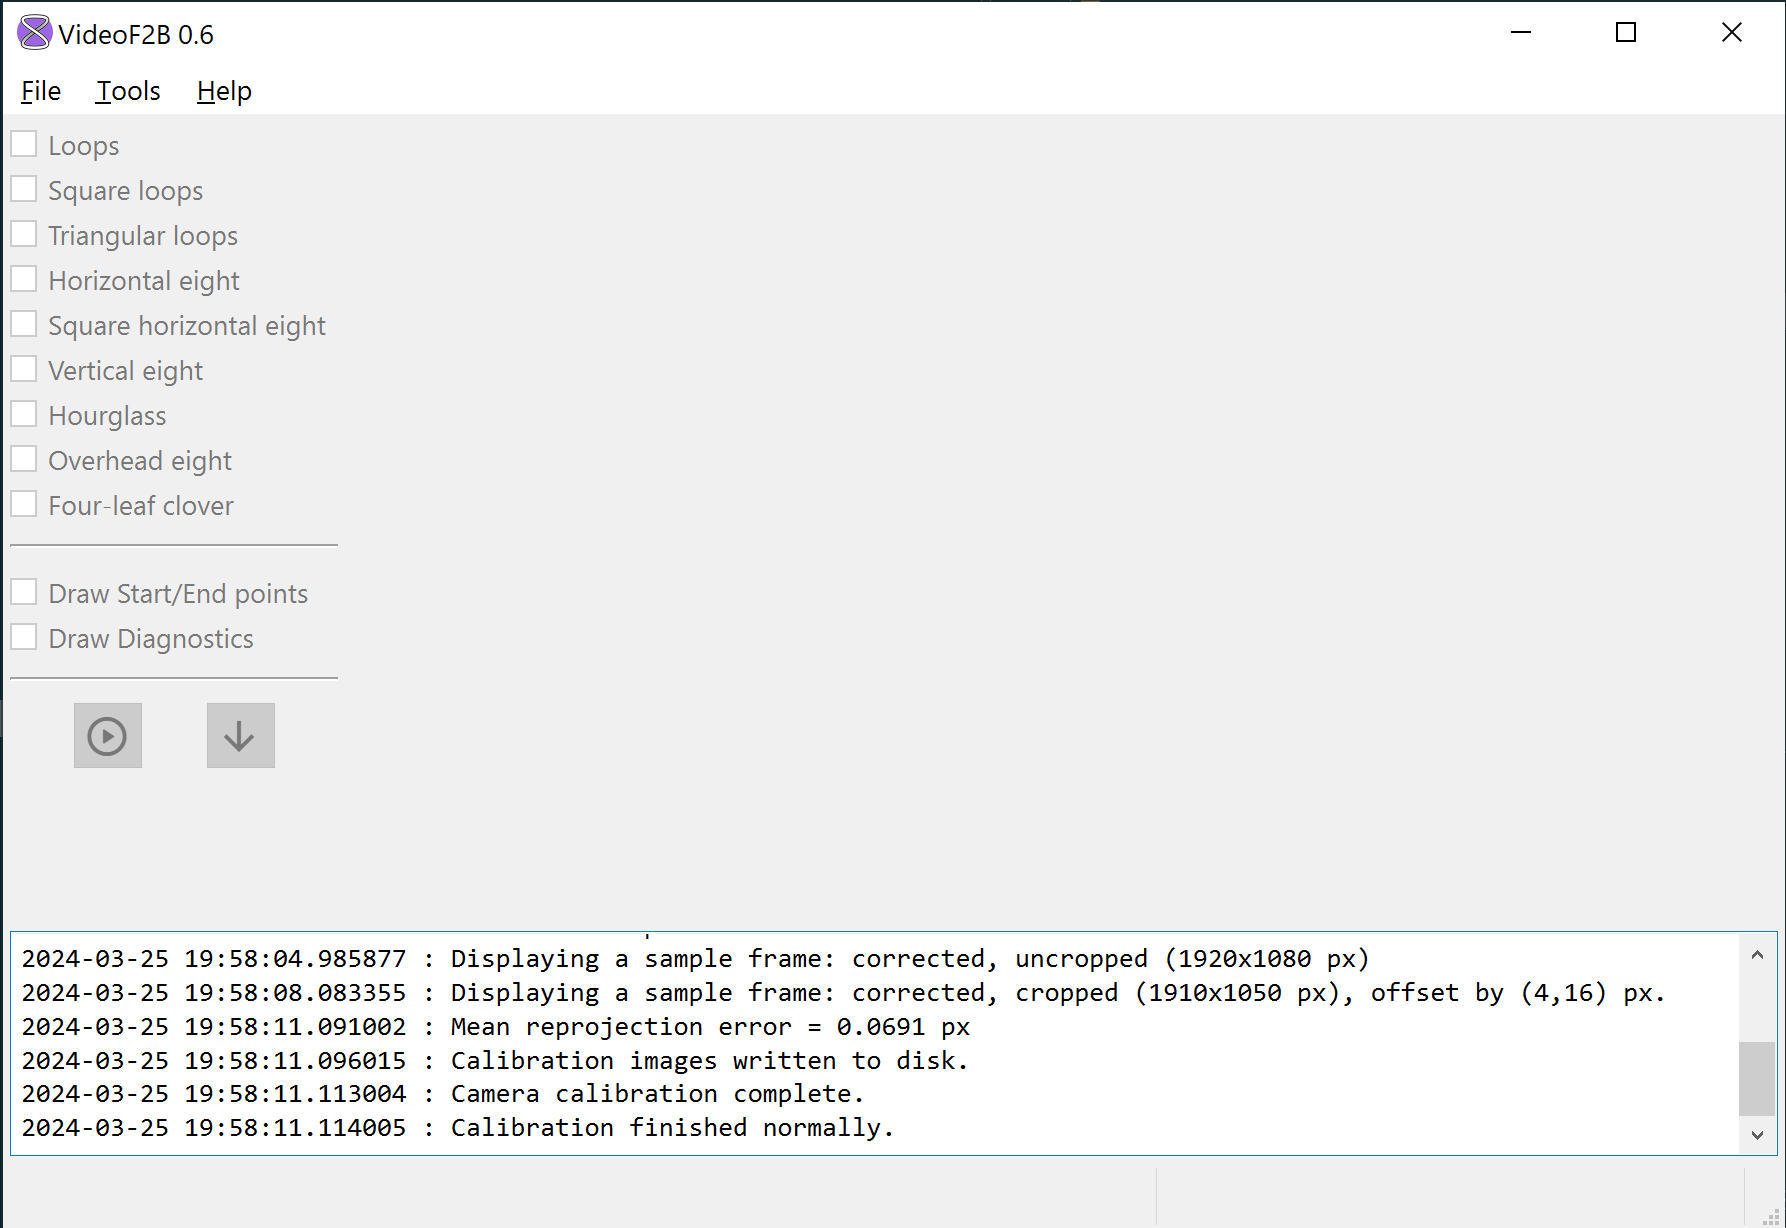 VideoF2B 0.6
File Tools Help
Loops
Square loops
Triangular loops
Horizontal eight
Square horizontal eight
Vertical eight
Hourglass
Overhead eight
Four-leaf clover
Draw Start/End points
Draw Diagnostics
2024-03-25 19:58:04.985877 : Displaying a sample frame: corrected, uncropped (1920x1080 px)
2024-03-25 19:58:08.083355 : Displaying a sample frame: corrected, cropped (1910x1050 px), offset by (4,16) px.
2024-03-25 19:58:11.091002 : Mean reprojection error = 0.0691 px
2024-03-25 19:58:11.096015 : Calibration images written to disk.
2024-03-25 19:58:11.113004 : Camera calibration complete.
2024-03-25 19:58:11.114005 : Calibration finished normally.